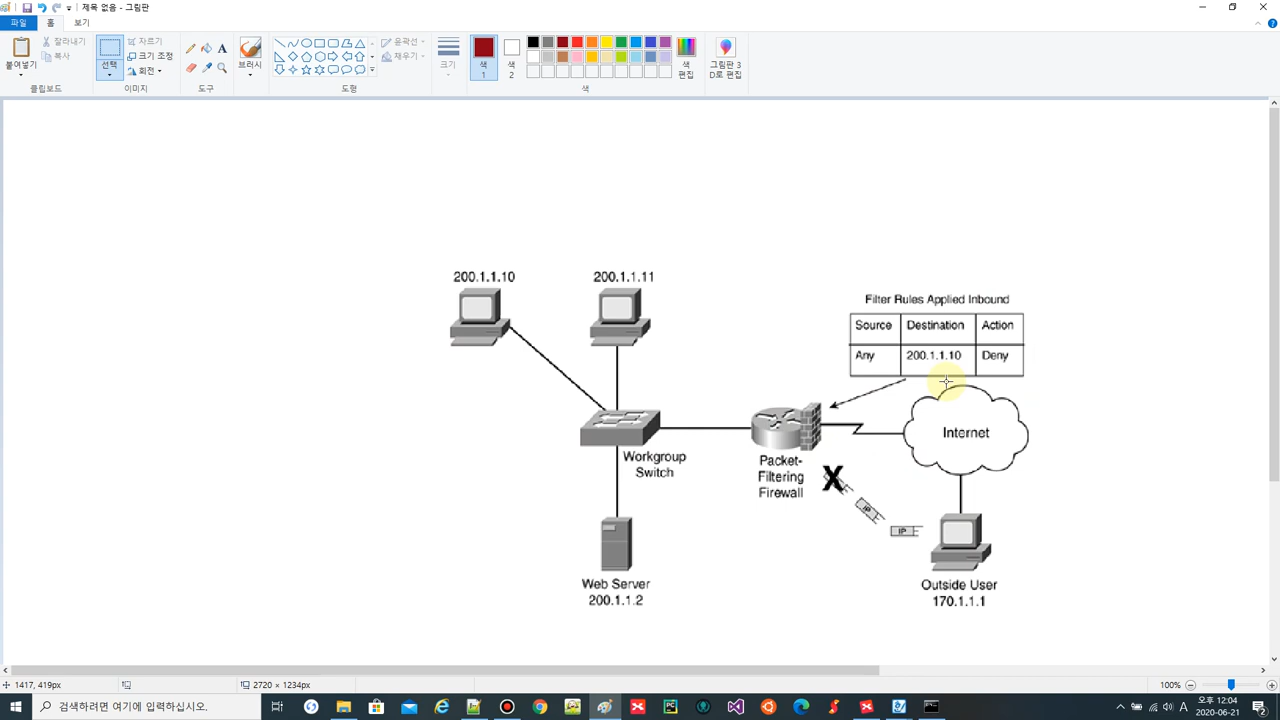 제목 없음 - 그림판
파일 홈 보기
붙여넣기 잘라내기 복사
선택 자르기 크기 조정 회전
A
브러시
윤곽선 채우기
크기
색 1 색 2
색 편집
그림판 3D로 편집
클립보드 이미지 도구 도형 색
200.1.1.10 200.1.1.11
Filter Rules Applied Inbound
Source Destination Action
Any 200.1.1.10 Deny
Internet
Workgroup
Switch
Packet-
Filtering
Firewall
X
IP
IP
Web Server
200.1.1.2
Outside User
170.1.1.1
1417, 419px 2720 × 1234px 100%
검색하려면 여기에 입력하십시오. A 오후 12:04
2020-06-21